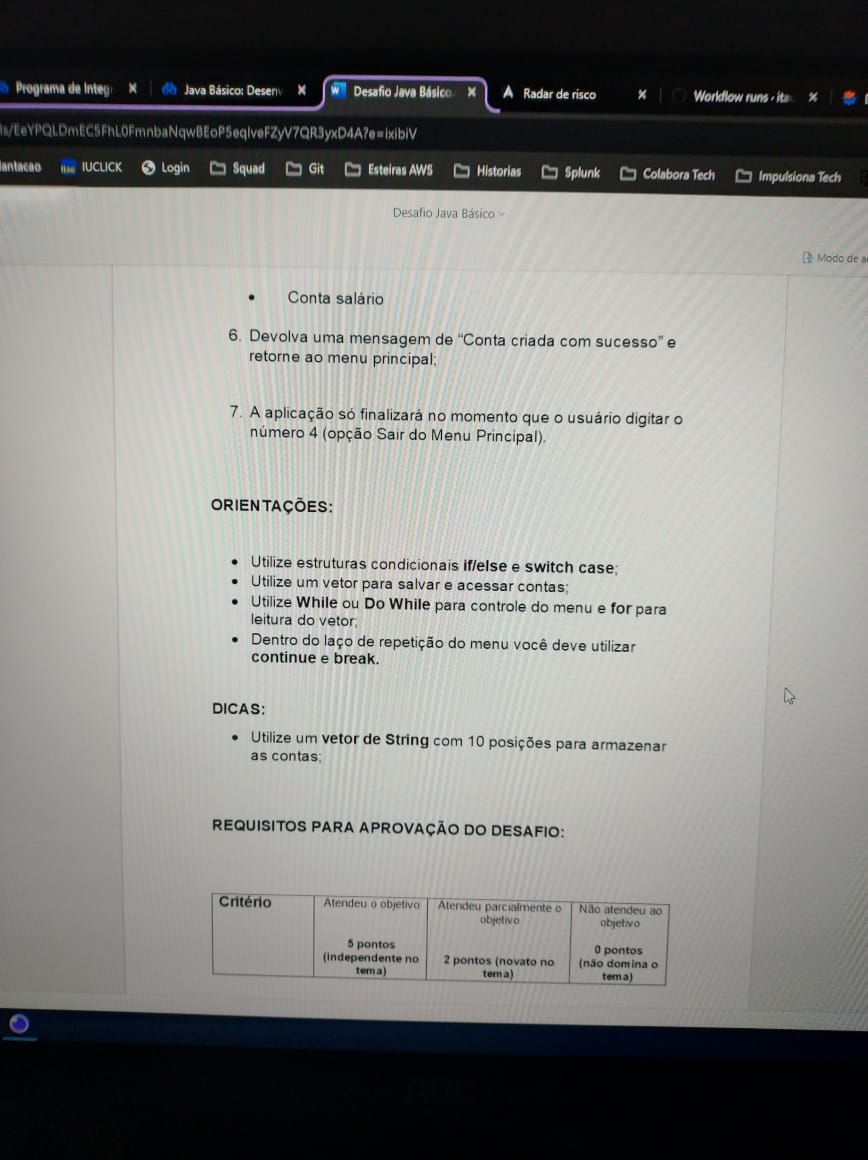 Programa de Integr
Java Básico: Desenv
Desafio Java Básico.
Radar de risco
Workflow runs · ita
IUCLICK
Login
Squad
Git
Esteiras AWS
Historias
Splunk
Colabora Tech
Impulsiona Tech
Desafio Java Básico
Modo de a
• Conta salário
6. Devolva uma mensagem de “Conta criada com sucesso” e
retorne ao menu principal;
7. A aplicação só finalizará no momento que o usuário digitar o
número 4 (opção Sair do Menu Principal).
ORIENTAÇÕES:
• Utilize estruturas condicionais if/else e switch case;
• Utilize um vetor para salvar e acessar contas;
• Utilize While ou Do While para controle do menu e for para
leitura do vetor;
• Dentro do laço de repetição do menu você deve utilizar
continue e break.
DICAS:
• Utilize um vetor de String com 10 posições para armazenar
as contas;
REQUISITOS PARA APROVAÇÃO DO DESAFIO:
Critério
Atendeu o objetivo
5 pontos
(independente no
tema)
Atendeu parcialmente o
objetivo
2 pontos (novato no
tema)
Não atendeu ao
objetivo
0 pontos
(não domina o
tema)